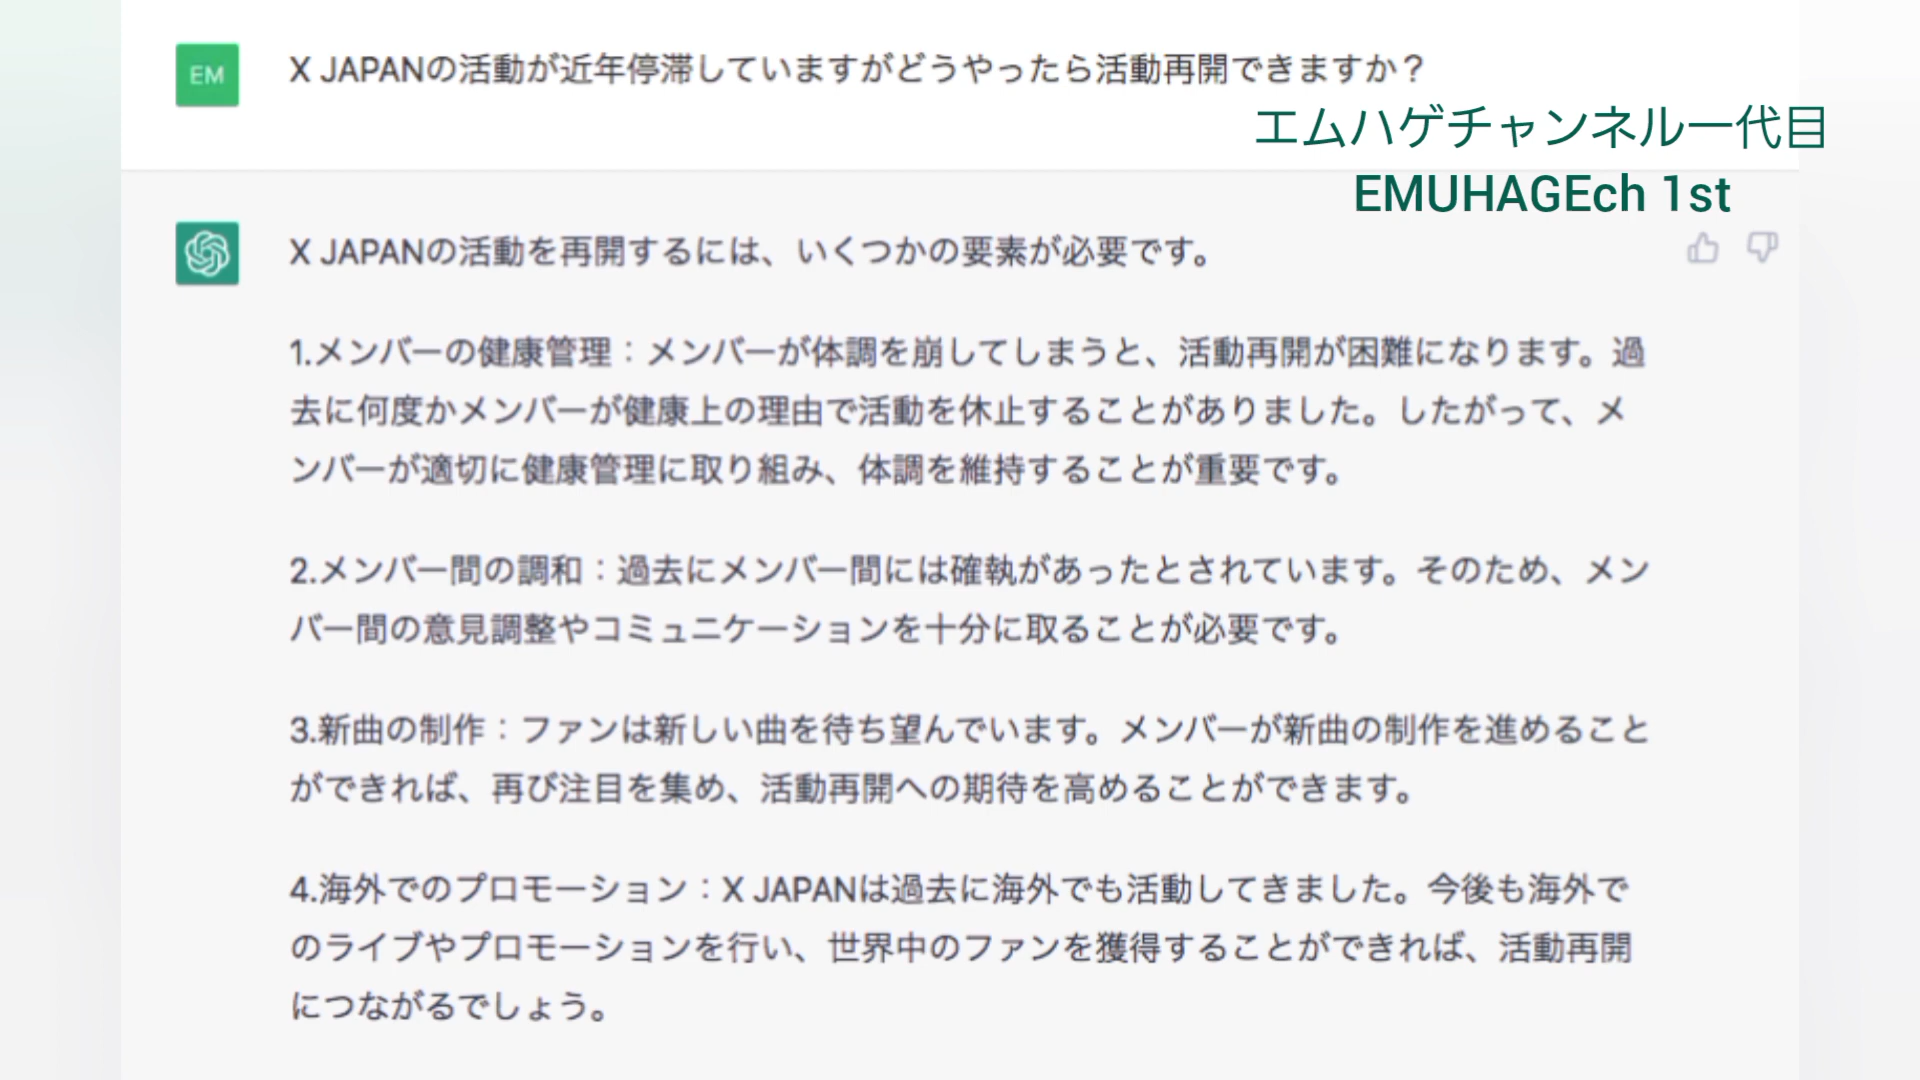 EM
X JAPANの活動が近年停滞していますがどうやったら活動再開できますか？
エムハゲチャンネル一代目
EMUHAGEch 1st
X JAPANの活動を再開するには、いくつかの要素が必要です。
1.メンバーの健康管理：メンバーが体調を崩してしまうと、活動再開が困難になります。過
去に何度かメンバーが健康上の理由で活動を休止することがありました。したがって、メ
ンバーが適切に健康管理に取り組み、体調を維持することが重要です。
2.メンバー間の調和：過去にメンバー間には確執があったとされています。そのため、メン
バー間の意見調整やコミュニケーションを十分に取ることが必要です。
3.新曲の制作：ファンは新しい曲を待ち望んでいます。メンバーが新曲の制作を進めること
ができれば、再び注目を集め、活動再開への期待を高めることができます。
4.海外でのプロモーション：X JAPANは過去に海外でも活動してきました。今後も海外で
のライブやプロモーションを行い、世界中のファンを獲得することができれば、活動再開
につながるでしょう。